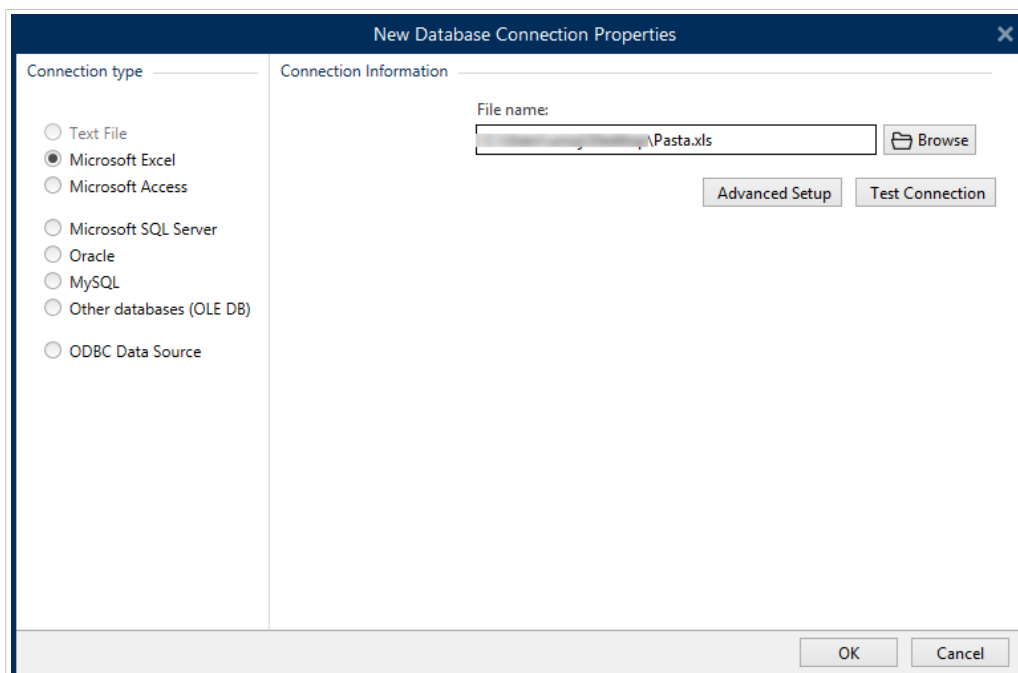 New Database Connection Properties
Connection type
Connection Information
File name:
\Pasta.xls
Browse
Text File
Microsoft Excel
Microsoft Access
Advanced Setup
Test Connection
Microsoft SQL Server
Oracle
MySQL
Other databases (OLE DB)
ODBC Data Source
OK
Cancel